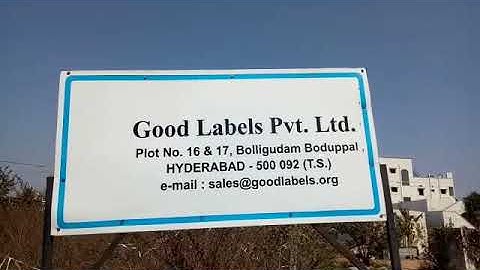 Good Labels Pvt. Ltd.
Plot No. 16 & 17, Bolligudam Boduppal,
HYDERABAD - 500 092 (T.S.)
e-mail : sales@goodlabels.org